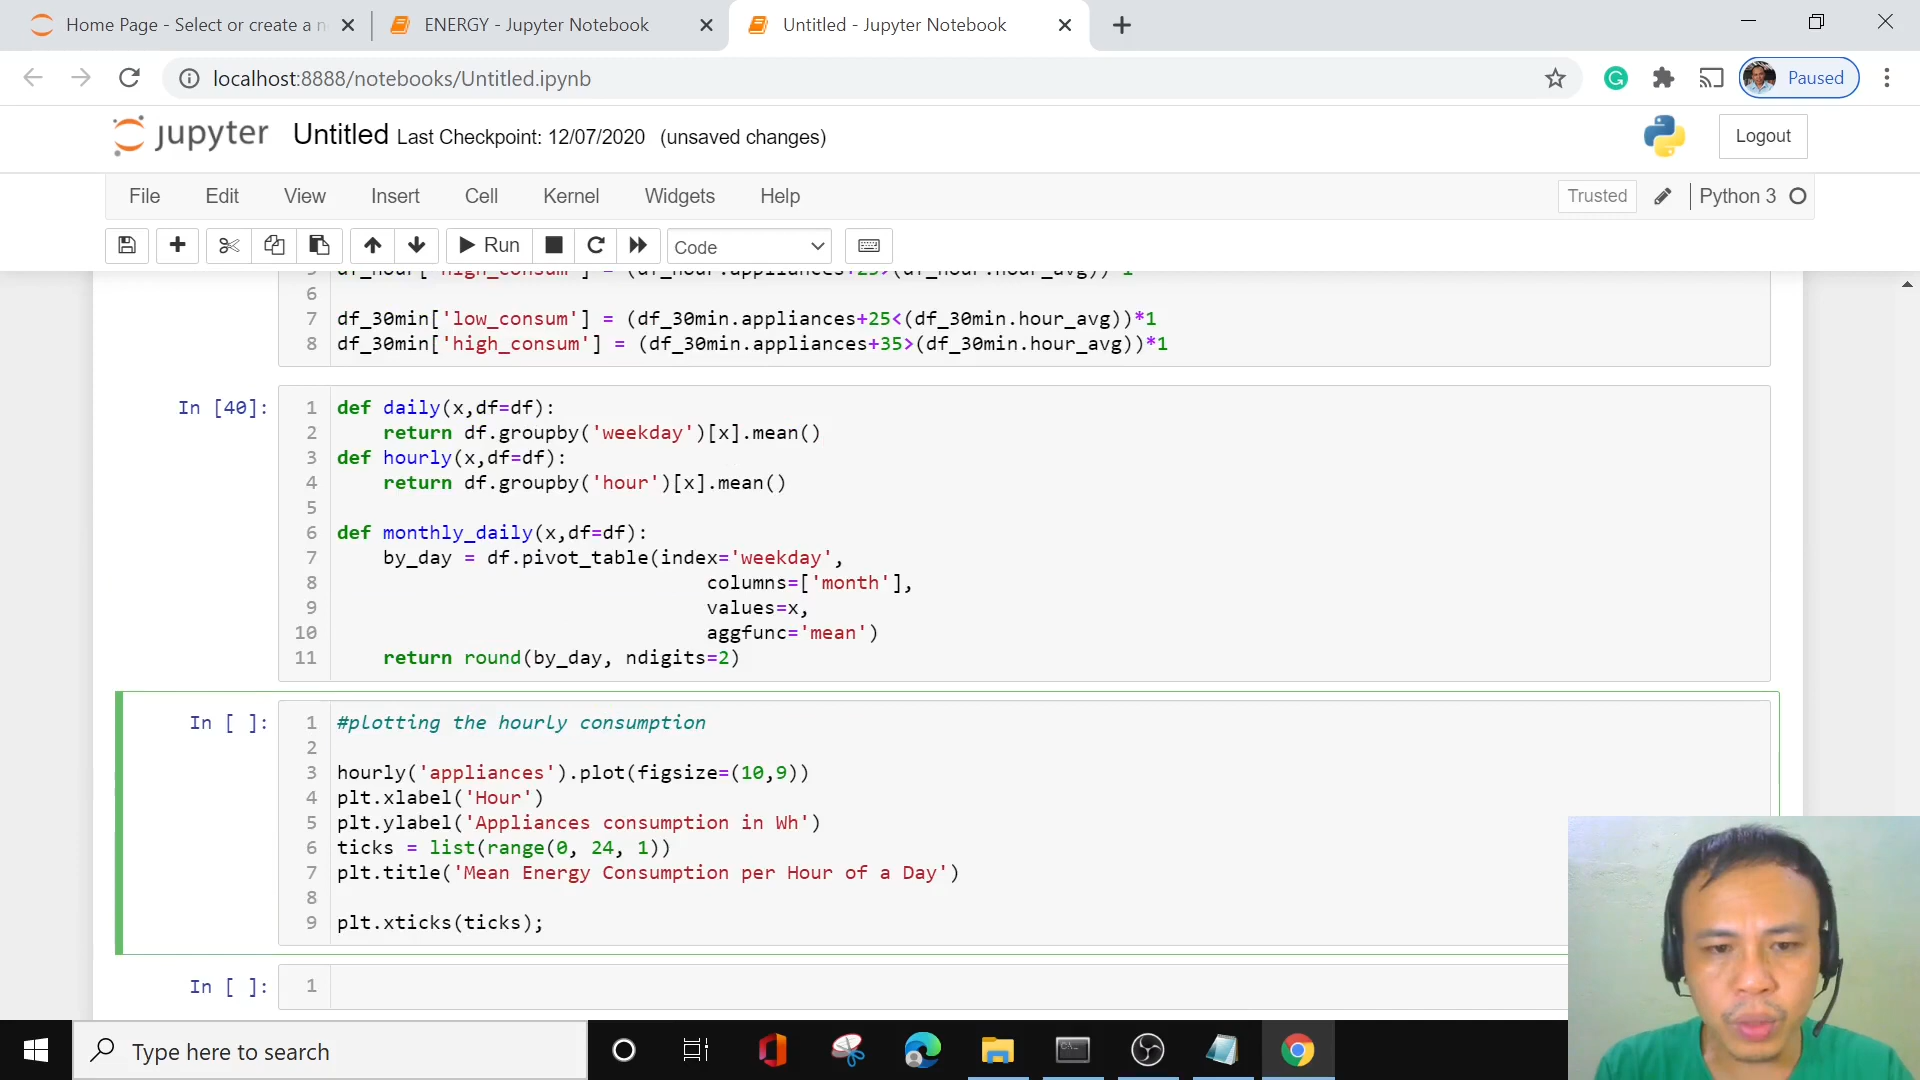 Home Page - Select or create a n
ENERGY - Jupyter Notebook
Untitled - Jupyter Notebook
localhost:8888/notebooks/Untitled.ipynb
Paused
jupyter Untitled Last Checkpoint: 12/07/2020 (unsaved changes)
Logout
File Edit View Insert Cell Kernel Widgets Help
Trusted Python 3
Run Code
6
7 df_30min['low_consum'] = (df_30min.appliances+25<(df_30min.hour_avg))*1
8 df_30min['high_consum'] = (df_30min.appliances+35>(df_30min.hour_avg))*1
In [40]: 1 def daily(x,df=df):
2     return df.groupby('weekday')[x].mean()
3 def hourly(x,df=df):
4     return df.groupby('hour')[x].mean()
5
6 def monthly_daily(x,df=df):
7     by_day = df.pivot_table(index='weekday',
8                                 columns=['month'],
9                                 values=x,
10                                 aggfunc='mean')
11     return round(by_day, ndigits=2)
In [ ]: 1 #plotting the hourly consumption
2
3 hourly('appliances').plot(figsize=(10,9))
4 plt.xlabel('Hour')
5 plt.ylabel('Appliances consumption in Wh')
6 ticks = list(range(0, 24, 1))
7 plt.title('Mean Energy Consumption per Hour of a Day')
8
9 plt.xticks(ticks);
In [ ]: 1
Type here to search